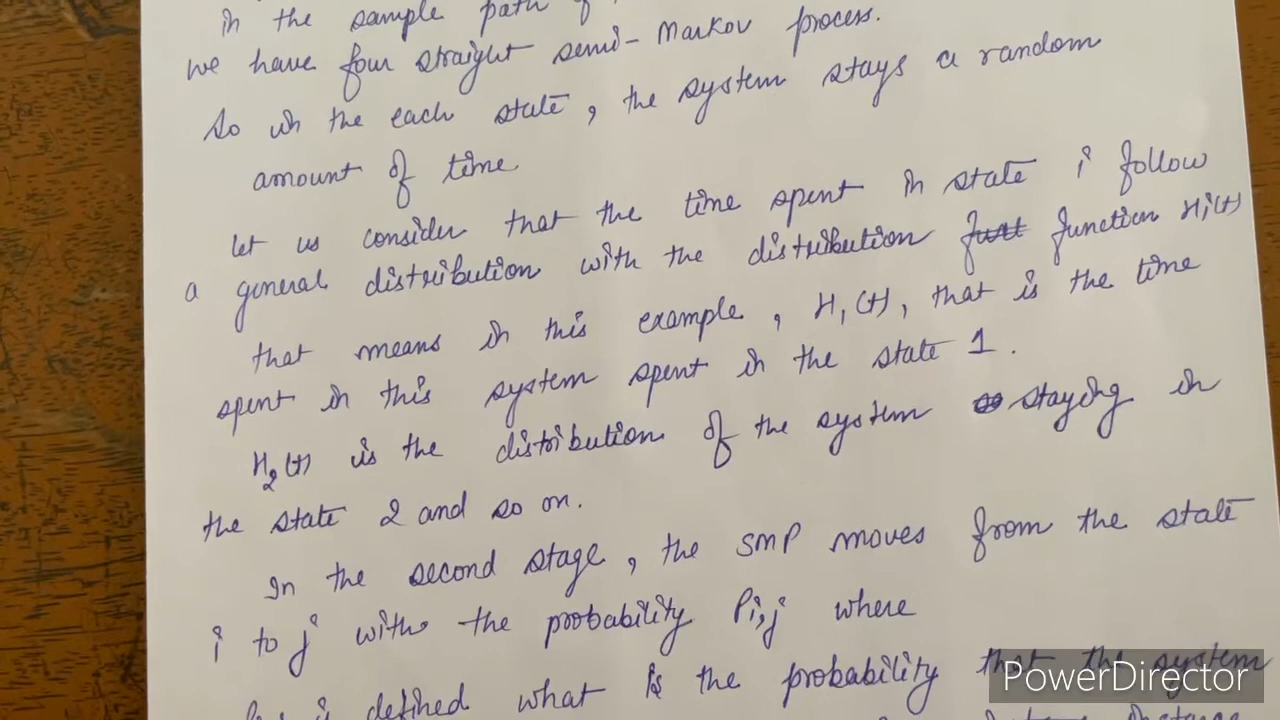 in the sample path
we have four straight semi-Markov process.
So in the each state, the system stays a random
amount of time
let us consider that the time spent in state i follow
a general distribution with the distribution function Hi(t)
that means in this example, H1(t), that is the time
spent in this system spent in the state 1.
H2(t) is the distribution of the system staying in
the state 2 and so on.
In the second stage, the SMP moves from the state
i to j with the probability Pi,j where
is defined what is the probability that the system
PowerDirector